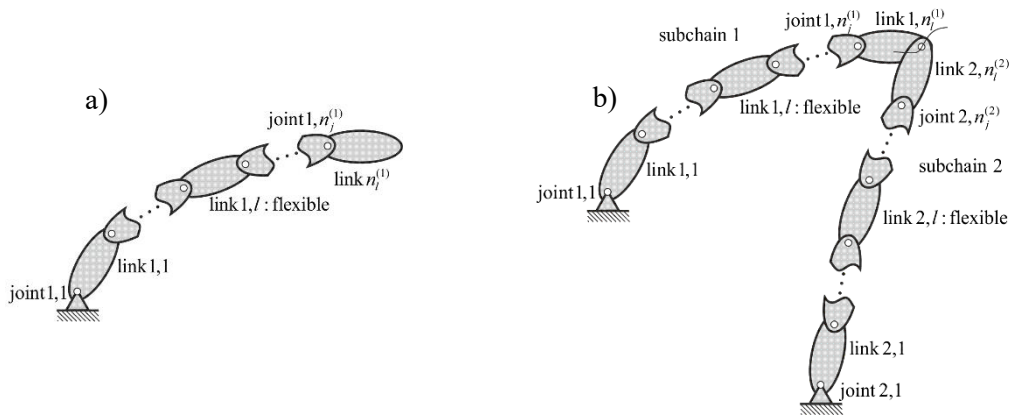 a)
joint 1, n_j^{(1)}
link n_l^{(1)}
link 1, l : flexible
link 1,1
joint 1,1
b)
subchain 1
joint 1, n_j^{(1)}
link 1, n_l^{(1)}
link 2, n_l^{(2)}
joint 2, n_j^{(2)}
link 1, l : flexible
link 1,1
joint 1,1
subchain 2
link 2, l : flexible
link 2,1
joint 2,1